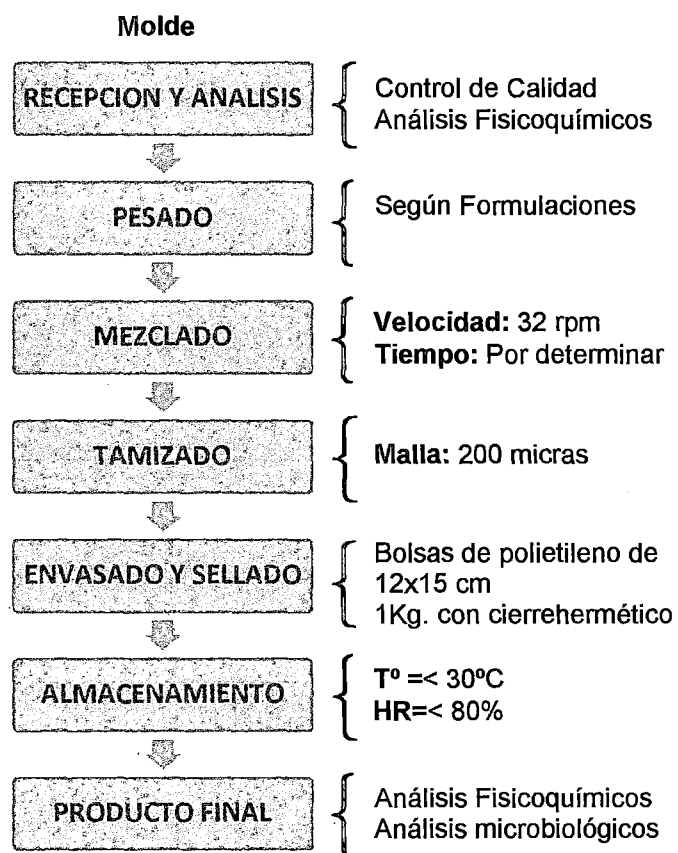 Molde
RECEPCION Y ANALISIS
Control de Calidad
Análisis Fisicoquímicos
PESADO
Según Formulaciones
MEZCLADO
Velocidad: 32 rpm
Tiempo: Por determinar
TAMIZADO
Malla: 200 micras
ENVASADO Y SELLADO
Bolsas de polietileno de
12x15 cm
1Kg. con cierrehermético
ALMACENAMIENTO
Tº =< 30ºC
HR=< 80%
PRODUCTO FINAL
Análisis Fisicoquímicos
Análisis microbiológicos